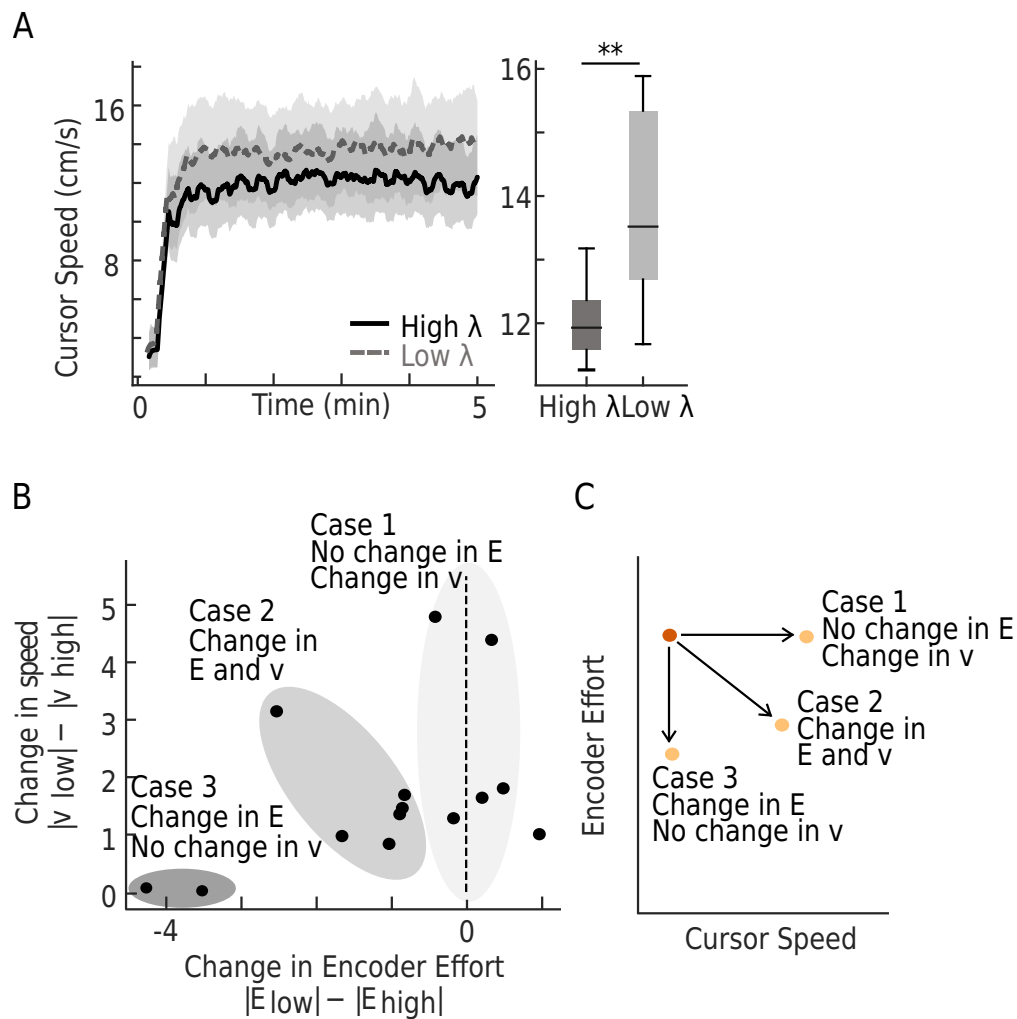 A
Cursor Speed (cm/s)
16
8
High λ
Low λ
0
Time (min)
5
**
16
14
12
High λ
Low λ
B
Change in speed
|v low| – |v high|
5
4
3
2
1
0
Case 1
No change in E
Change in v
Case 2
Change in
E and v
Case 3
Change in E
No change in v
-4
0
Change in Encoder Effort
|E low| – |E high|
C
Encoder Effort
Case 1
No change in E
Change in v
Case 2
Change in
E and v
Case 3
Change in E
No change in v
Cursor Speed